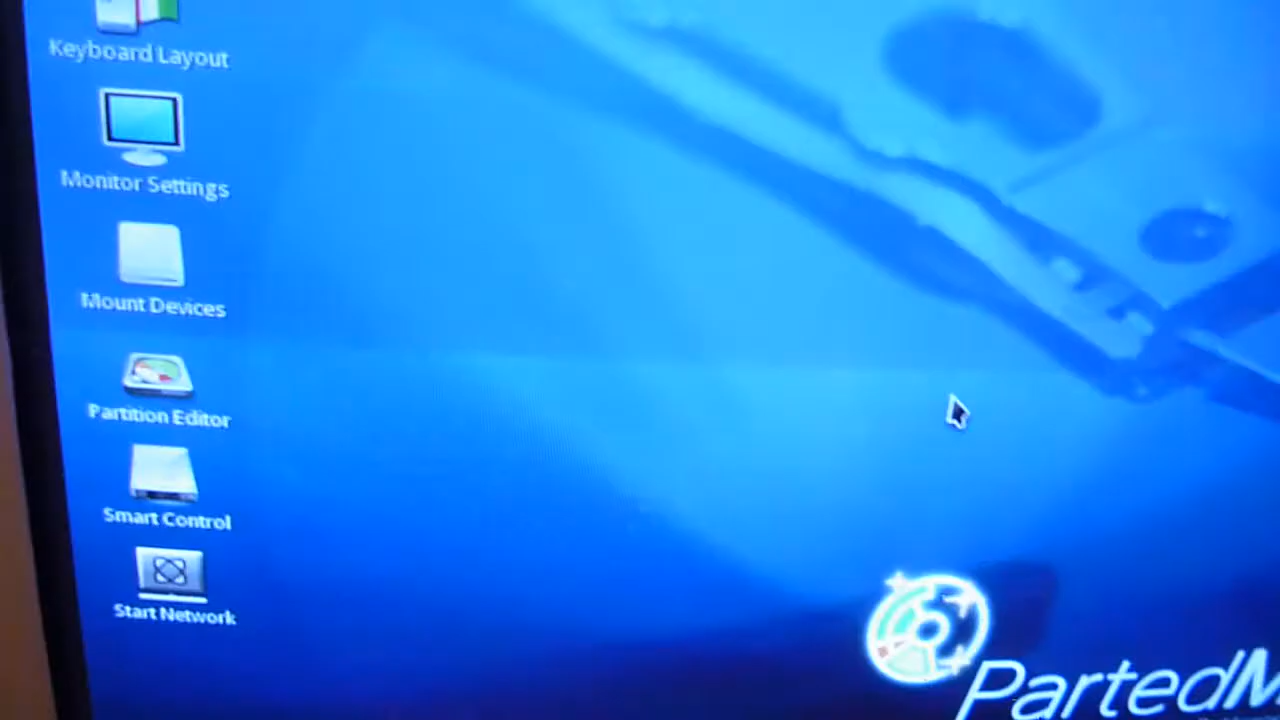 Keyboard Layout
Monitor Settings
Mount Devices
Partition Editor
Smart Control
Start Network
PartedM